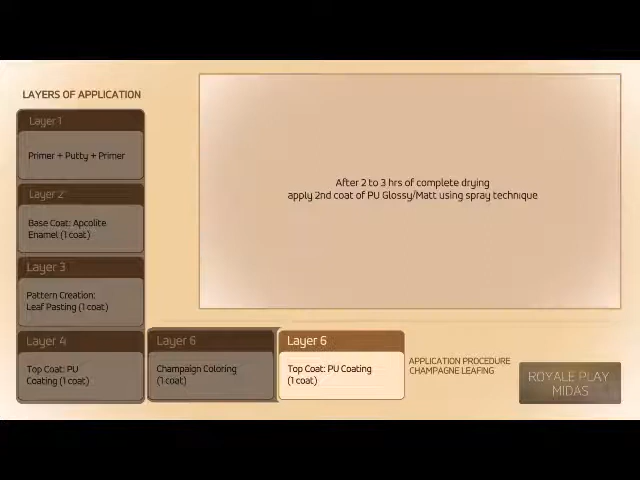 LAYERS OF APPLICATION
Layer 1
Primer + Putty + Primer
Layer 2
Base Coat: Apcolite
Enamel (1 coat)
Layer 3
Pattern Creation:
Leaf Pasting (1 coat)
Layer 4
Top Coat: PU
Coating (1 coat)
Layer 6
Champaign Coloring
(1 coat)
Layer 6
Top Coat: PU Coating
(1 coat)
After 2 to 3 hrs of complete drying
apply 2nd coat of PU Glossy/Matt using spray technique
APPLICATION PROCEDURE
CHAMPAGNE LEAFING
ROYALE PLAY
MIDAS